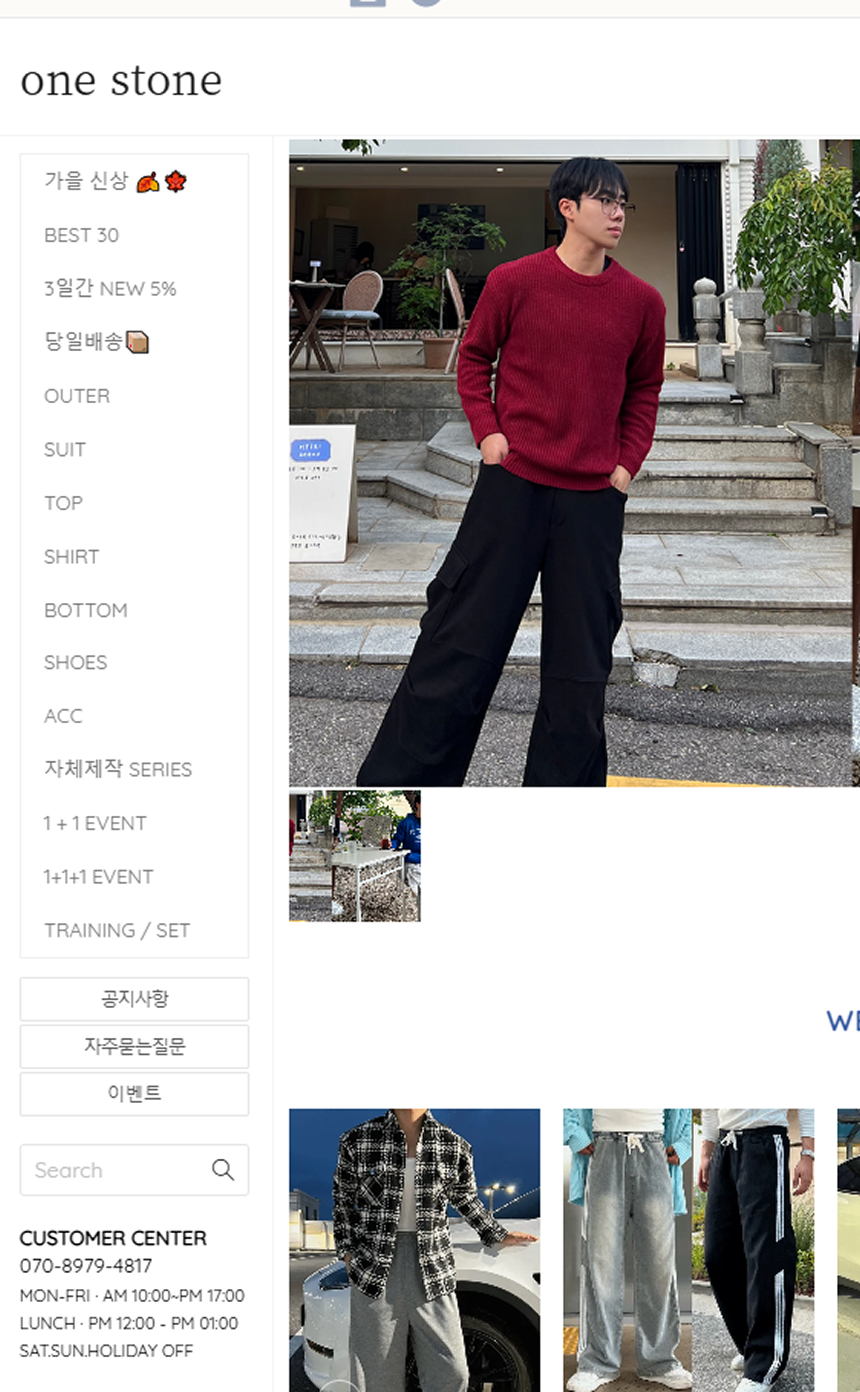 one stone
가을 신상 🍂🍁
BEST 30
3일간 NEW 5%
당일배송📦
OUTER
SUIT
TOP
SHIRT
BOTTOM
SHOES
ACC
자체제작 SERIES
1 + 1 EVENT
1+1+1 EVENT
TRAINING / SET
공지사항
자주묻는질문
이벤트
Search
CUSTOMER CENTER
070-8979-4817
MON-FRI · AM 10:00~PM 17:00
LUNCH · PM 12:00 - PM 01:00
SAT.SUN.HOLIDAY OFF
WE